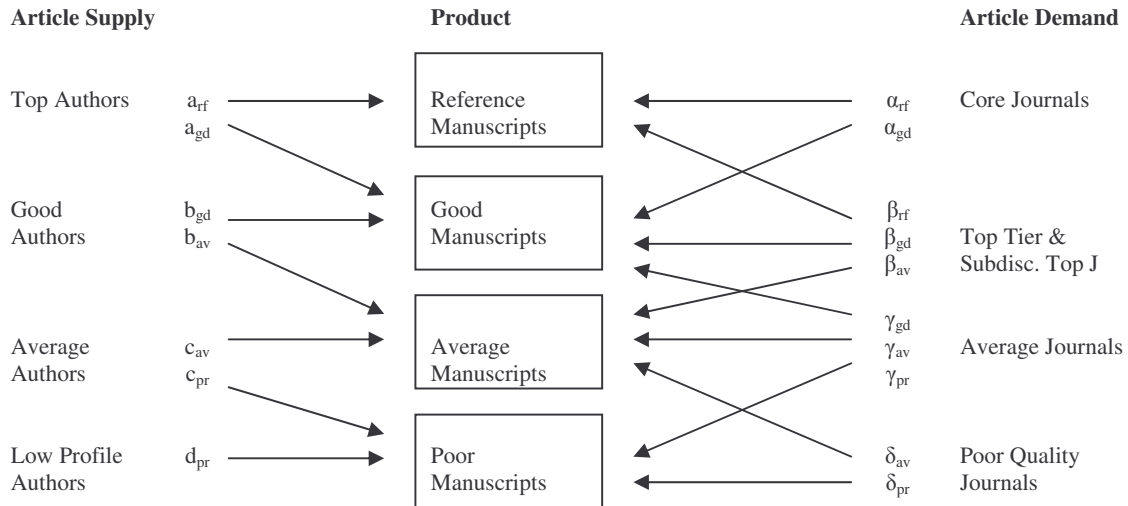 Article Supply Product Article Demand
Top Authors a_rf Reference α_rf Core Journals
a_gd Manuscripts α_gd
Good b_gd Good β_rf
Authors b_av Manuscripts β_gd Top Tier &
β_av Subdisc. Top J
γ_gd
Average c_av Average γ_av Average Journals
Authors c_pr Manuscripts γ_pr
Low Profile d_pr Poor δ_av Poor Quality
Authors Manuscripts δ_pr Journals